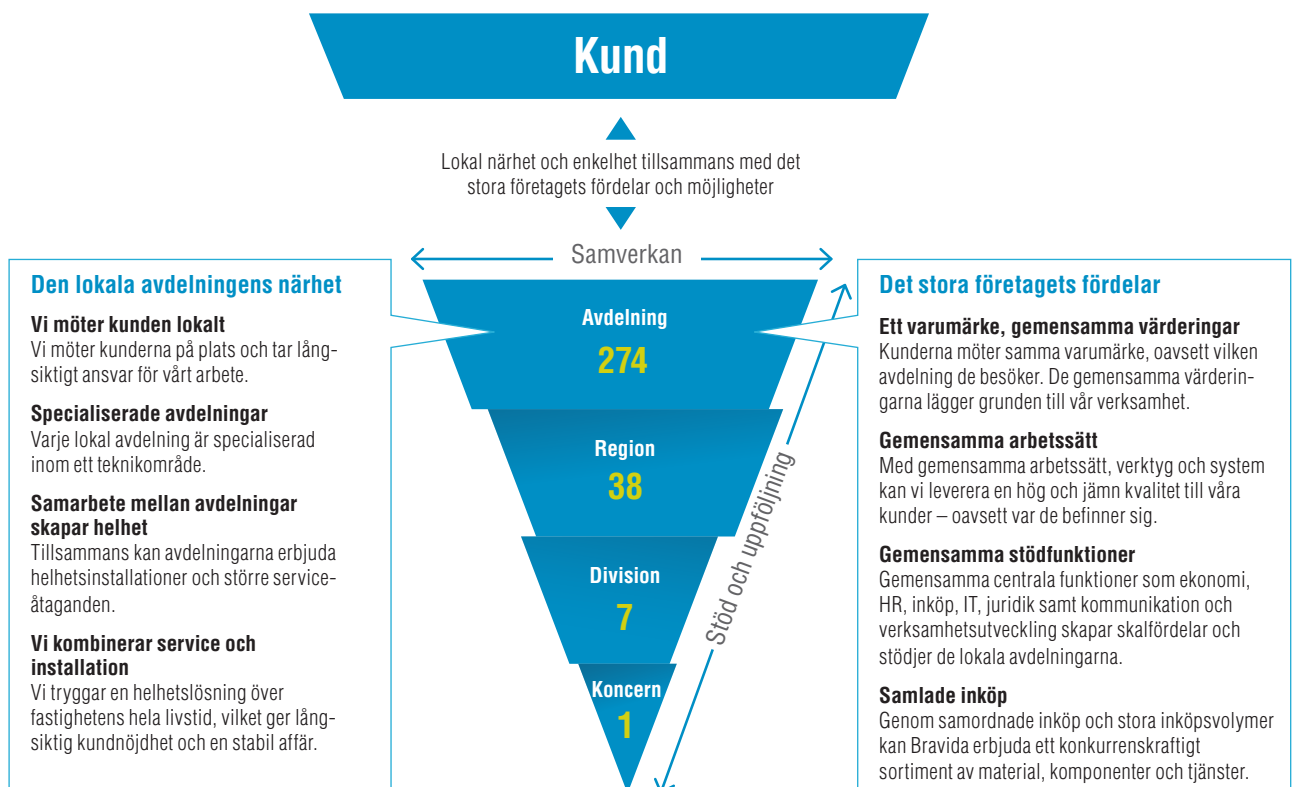 Kund
Lokal närhet och enkelhet tillsammans med det
stora företagets fördelar och möjligheter
Samverkan
Den lokala avdelningens närhet
Vi möter kunden lokalt
Vi möter kunderna på plats och tar lång-
siktigt ansvar för vårt arbete.
Specialiserade avdelningar
Varje lokal avdelning är specialiserad
inom ett teknikområde.
Samarbete mellan avdelningar
skapar helhet
Tillsammans kan avdelningarna erbjuda
helhetsinstallationer och större service-
åtaganden.
Vi kombinerar service och
installation
Vi tryggar en helhetslösning över
fastighetens hela livstid, vilket ger lång-
siktig kundnöjdhet och en stabil affär.
Avdelning
274
Region
38
Division
7
Koncern
1
Stöd och uppföljning
Det stora företagets fördelar
Ett varumärke, gemensamma värderingar
Kunderna möter samma varumärke, oavsett vilken
avdelning de besöker. De gemensamma värderin-
garna lägger grunden till vår verksamhet.
Gemensamma arbetssätt
Med gemensamma arbetssätt, verktyg och system
kan vi leverera en hög och jämn kvalitet till våra
kunder – oavsett var de befinner sig.
Gemensamma stödfunktioner
Gemensamma centrala funktioner som ekonomi,
HR, inköp, IT, juridik samt kommunikation och
verksamhetsutveckling skapar skalfördelar och
stödjer de lokala avdelningarna.
Samlade inköp
Genom samordnade inköp och stora inköpsvolymer
kan Bravida erbjuda ett konkurrenskraftigt
sortiment av material, komponenter och tjänster.